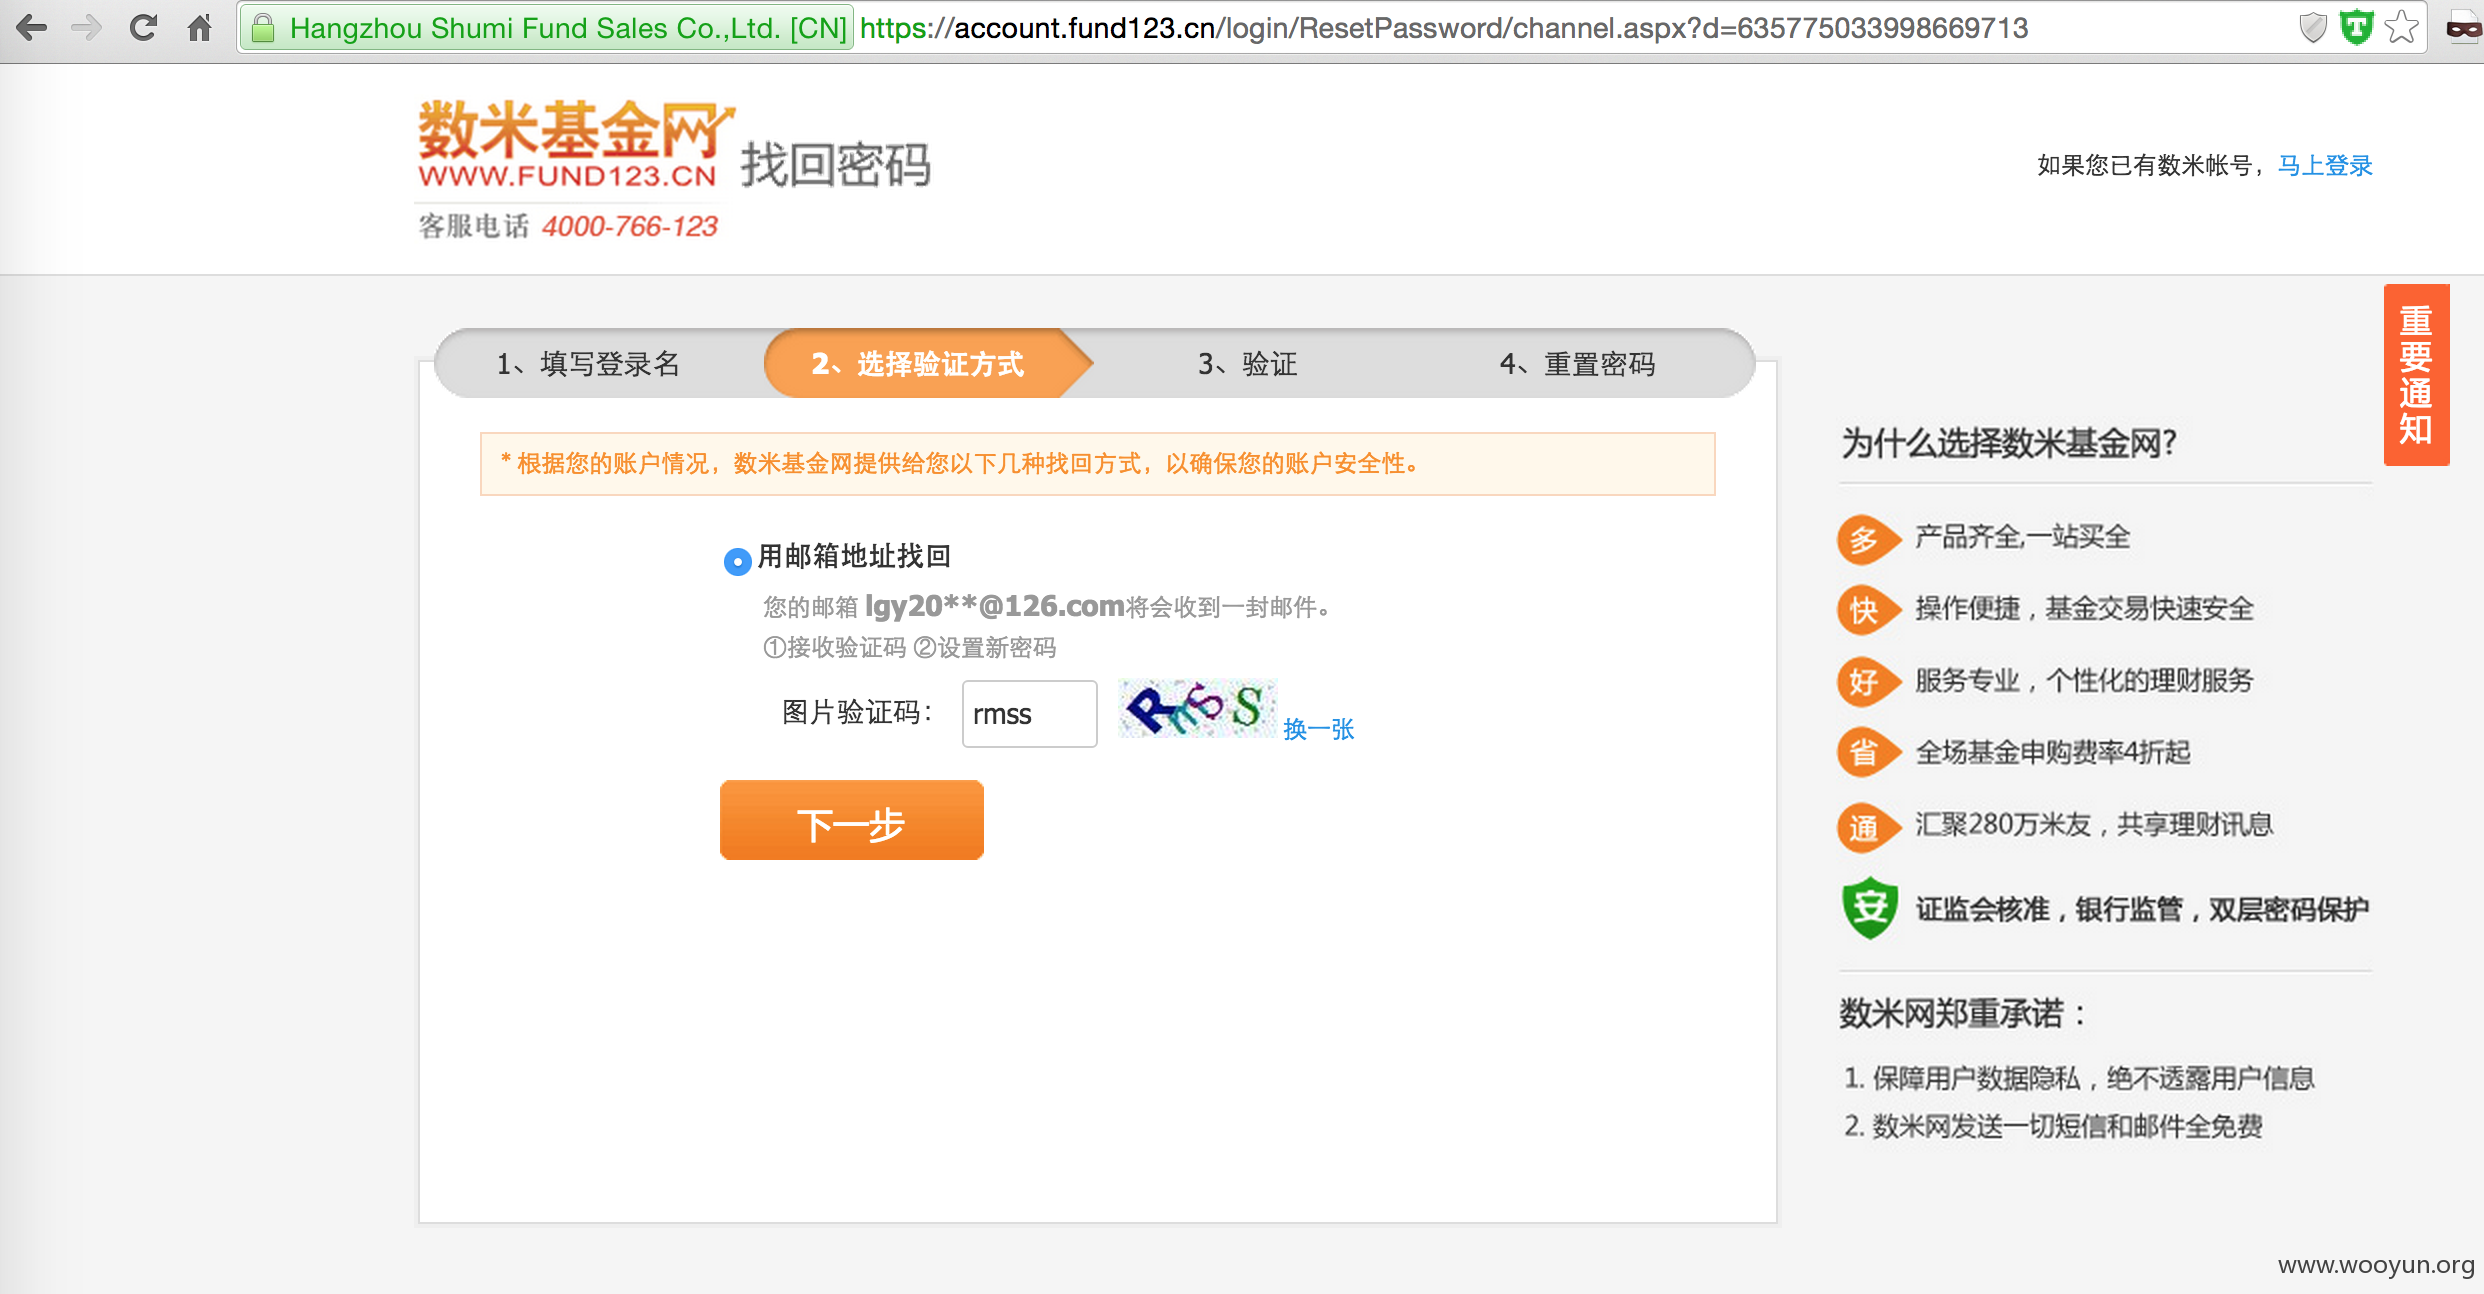 Hangzhou Shumi Fund Sales Co.,Ltd. [CN] https://account.fund123.cn/login/ResetPassword/channel.aspx?d=635775033998669713
数米基金网
WWW.FUND123.CN
找回密码
客服电话 4000-766-123
如果您已有数米帐号，马上登录
重要通知
1、填写登录名
2、选择验证方式
3、验证
4、重置密码
* 根据您的账户情况，数米基金网提供给您以下几种找回方式，以确保您的账户安全性。
用邮箱地址找回
您的邮箱 lgy20**@126.com将会收到一封邮件。
①接收验证码 ②设置新密码
图片验证码： rmss RmsS 换一张
下一步
为什么选择数米基金网?
多 产品齐全,一站买全
快 操作便捷，基金交易快速安全
好 服务专业，个性化的理财服务
省 全场基金申购费率4折起
通 汇聚280万米友，共享理财讯息
安 证监会核准，银行监管，双层密码保护
数米网郑重承诺：
1. 保障用户数据隐私，绝不透露用户信息
2. 数米网发送一切短信和邮件全免费
www.wooyun.org